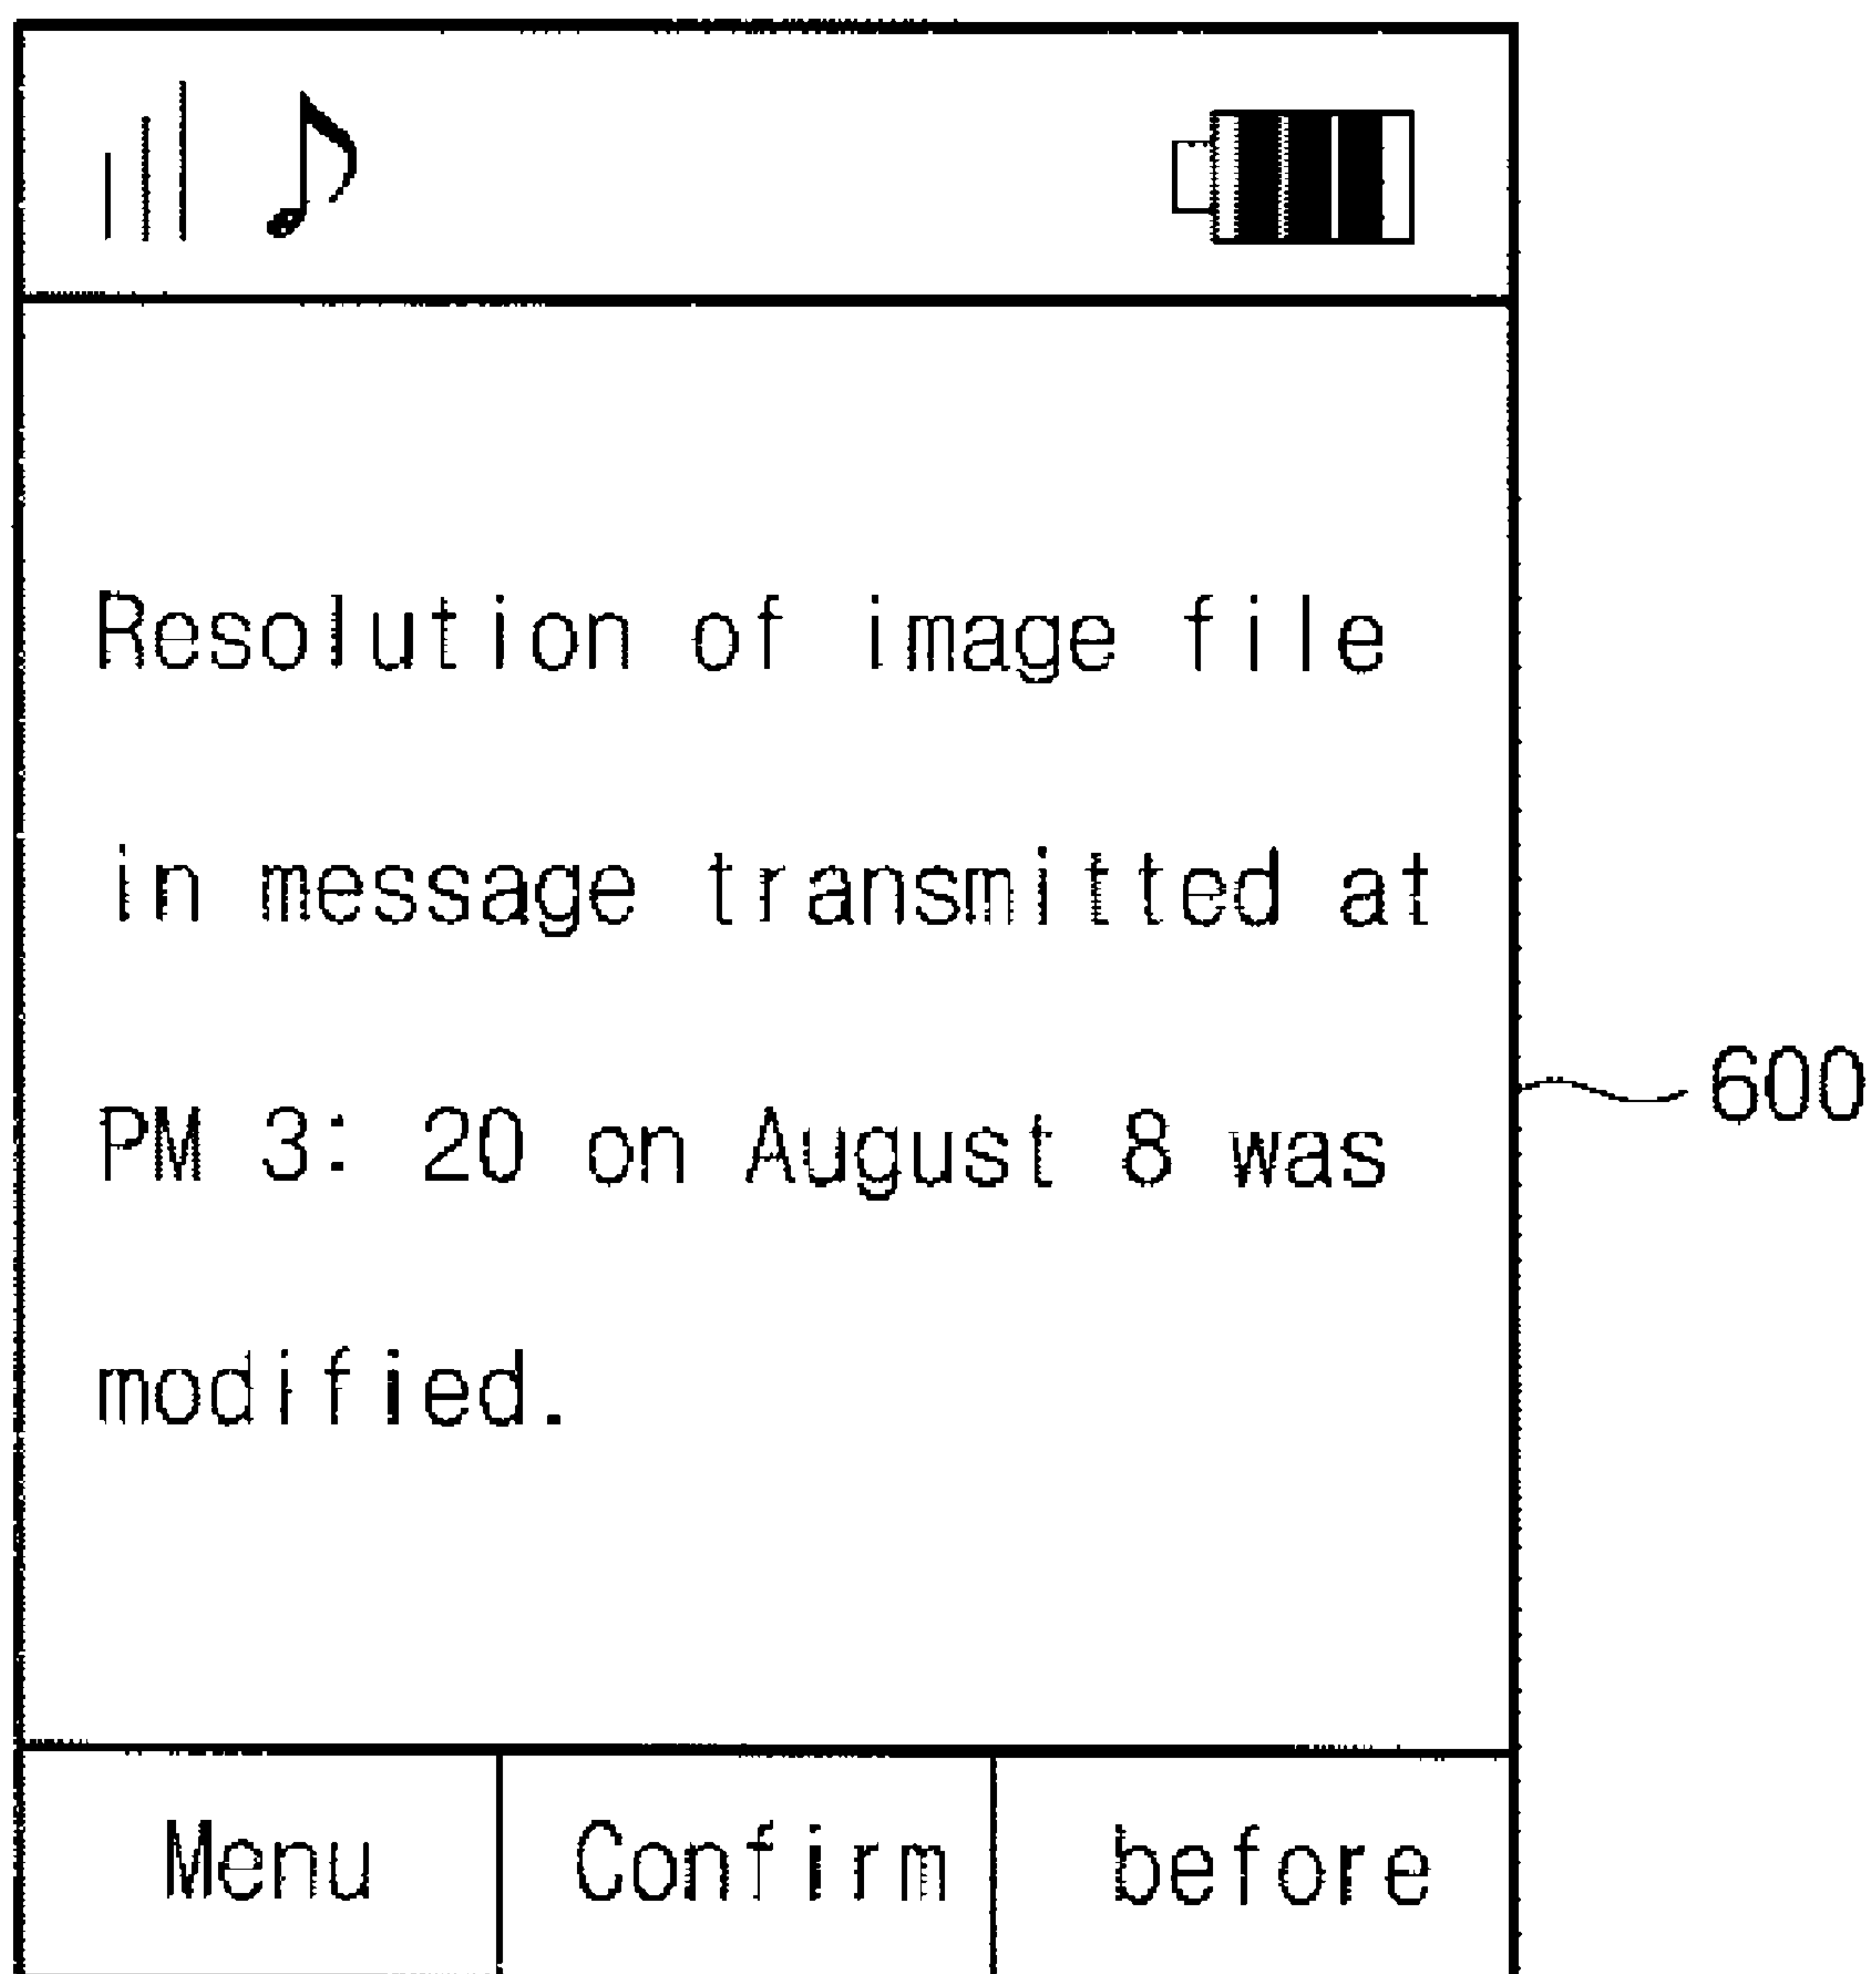 Resolution of image file
in message transmitted at
PM 3: 20 on August 8 was
modified.
600
Menu Confirm before